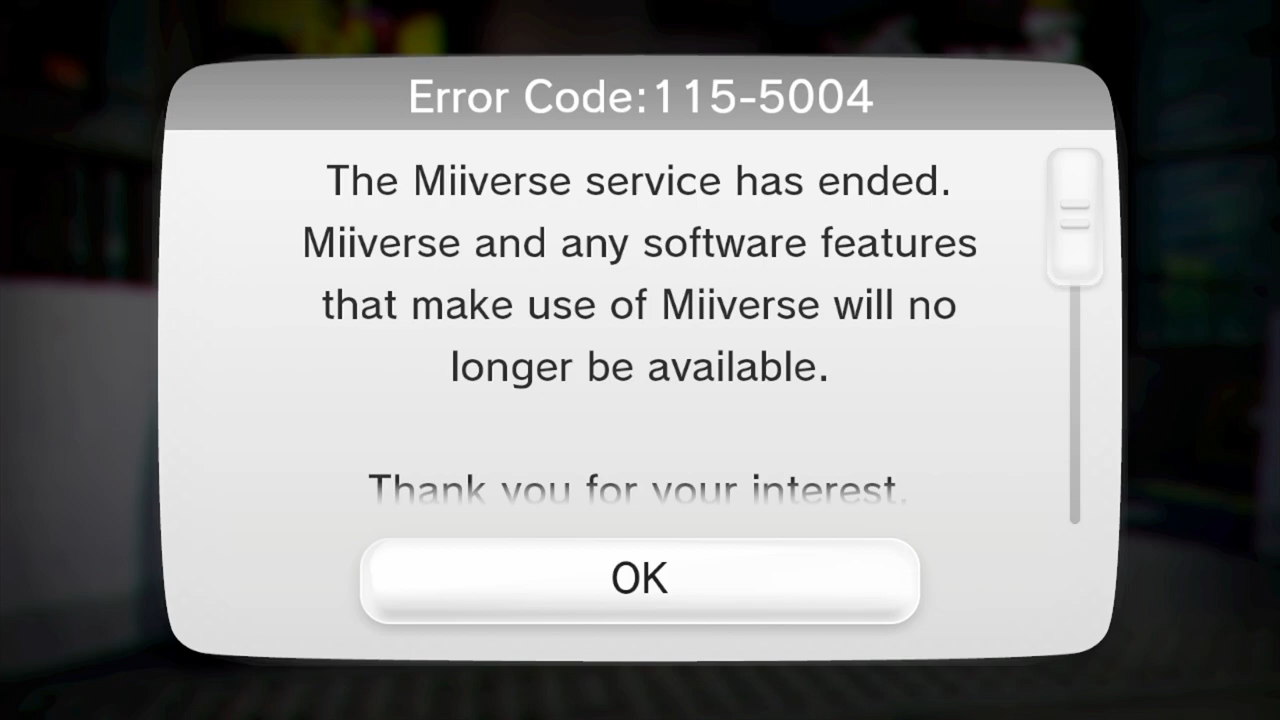 Error Code:115-5004
The Miiverse service has ended.
Miiverse and any software features
that make use of Miiverse will no
longer be available.
Thank you for your interest.
OK